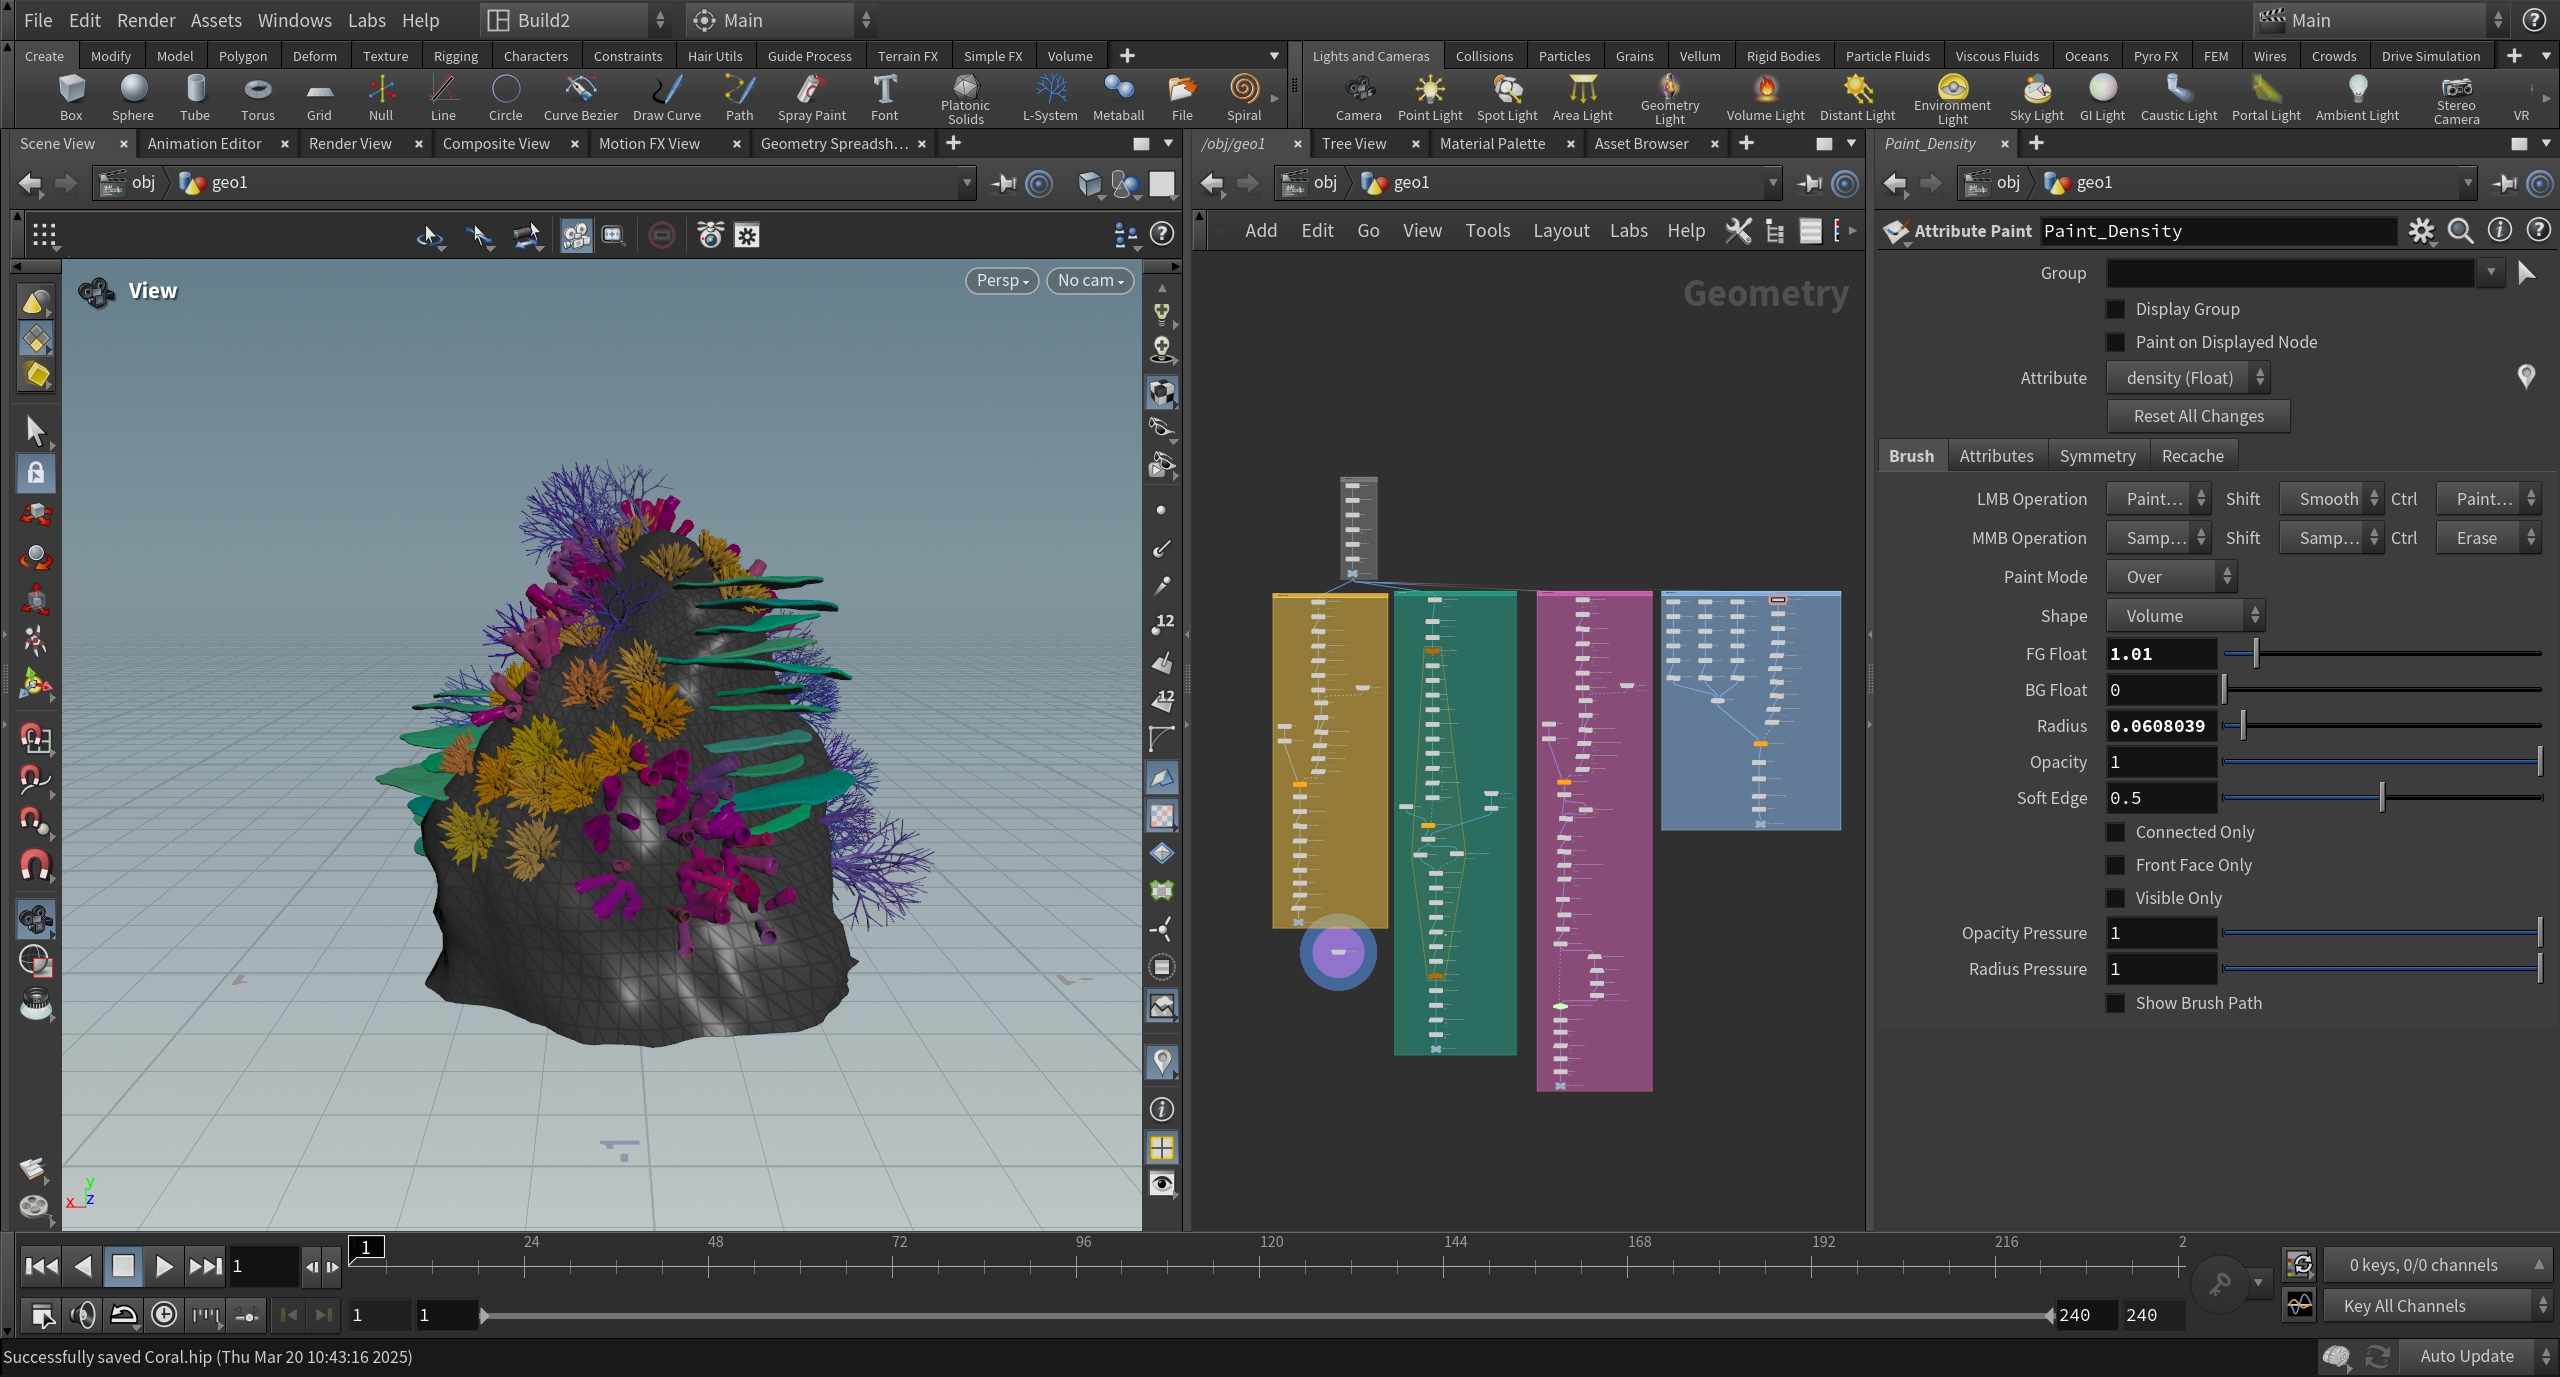 File Edit Render Assets Windows Labs Help Build2 Main Main
Create Modify Model Polygon Deform Texture Rigging Characters Constraints Hair Utils Guide Process Terrain FX Simple FX Volume
Lights and Cameras Collisions Particles Grains Vellum Rigid Bodies Particle Fluids Viscous Fluids Oceans Pyro FX FEM Wires Crowds Drive Simulation
Box Sphere Tube Torus Grid Null Line Circle Curve Bezier Draw Curve Path Spray Paint Font Platonic Solids L-System Metaball File Spiral
Camera Point Light Spot Light Area Light Geometry Light Volume Light Distant Light Environment Light Sky Light GI Light Caustic Light Portal Light Ambient Light Stereo Camera VR
Scene View Animation Editor Render View Composite View Motion FX View Geometry Spreadsh...
/obj/geo1 Tree View Material Palette Asset Browser
Paint_Density
obj geo1
obj geo1
obj geo1
Add Edit Go View Tools Layout Labs Help
Attribute Paint Paint_Density
View
Persp
No cam
Geometry
12
12
Group
Display Group
Paint on Displayed Node
Attribute density (Float)
Reset All Changes
Brush Attributes Symmetry Recache
LMB Operation Paint... Shift Smooth Ctrl Paint...
MMB Operation Samp... Shift Samp... Ctrl Erase
Paint Mode Over
Shape Volume
FG Float 1.01
BG Float 0
Radius 0.0608039
Opacity 1
Soft Edge 0.5
Connected Only
Front Face Only
Visible Only
Opacity Pressure 1
Radius Pressure 1
Show Brush Path
y
x z
1
1 24 48 72 96 120 144 168 192 216 2
0 keys, 0/0 channels
1 1 240 240
Key All Channels
Successfully saved Coral.hip (Thu Mar 20 10:43:16 2025)
Auto Update